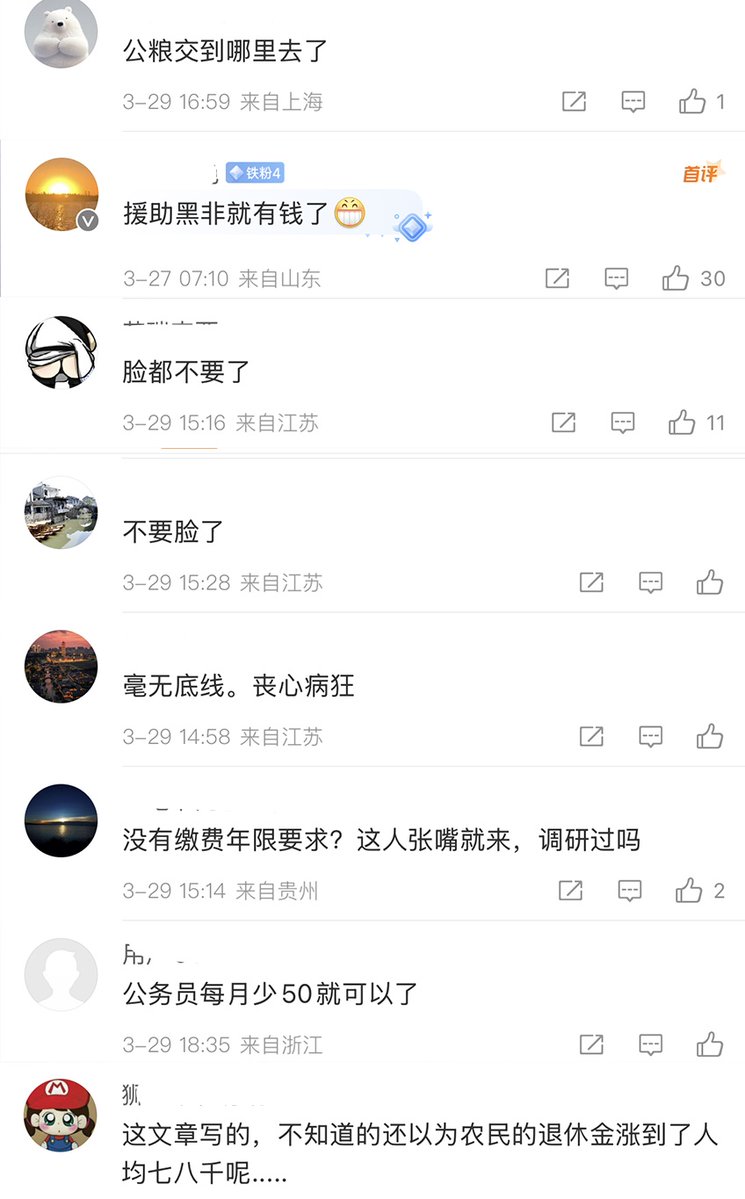 公粮交到哪里去了
3-29 16:59 来自上海
1
铁粉4
首评
援助黑非就有钱了
3-27 07:10 来自山东
30
脸都不要了
3-29 15:16 来自江苏
11
不要脸了
3-29 15:28 来自江苏
毫无底线。丧心病狂
3-29 14:58 来自江苏
没有缴费年限要求？这人张嘴就来，调研过吗
3-29 15:14 来自贵州
2
公务员每月少50就可以了
3-29 18:35 来自浙江
狮
这文章写的，不知道的还以为农民的退休金涨到了人
均七八千呢.....